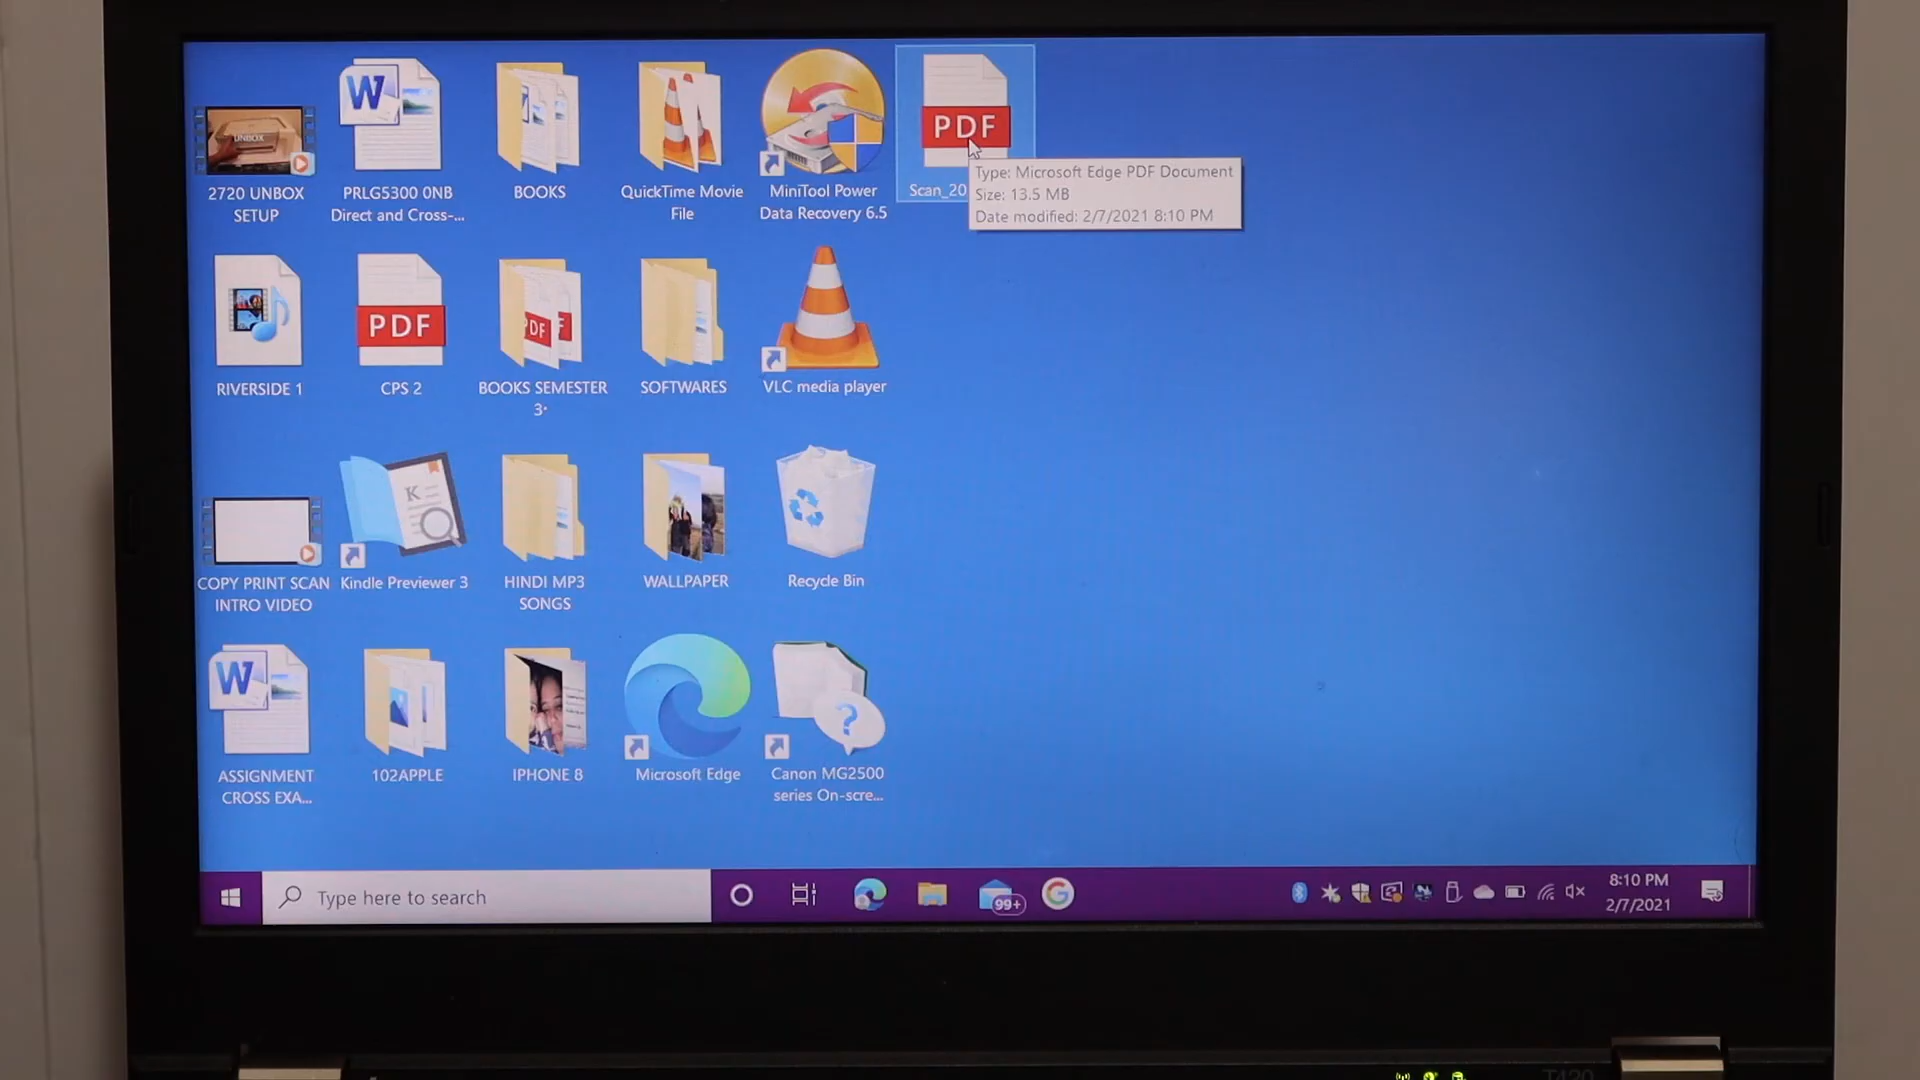 UNBOX
2720 UNBOX
SETUP
W
PRLG5300 0NB
Direct and Cross-...
BOOKS
QuickTime Movie
File
MiniTool Power
Data Recovery 6.5
PDF
Scan_20
Type: Microsoft Edge PDF Document
Size: 13.5 MB
Date modified: 2/7/2021 8:10 PM
RIVERSIDE 1
PDF
CPS 2
PDF
BOOKS SEMESTER
3
SOFTWARES
VLC media player
COPY PRINT SCAN
INTRO VIDEO
K
Kindle Previewer 3
HINDI MP3
SONGS
WALLPAPER
Recycle Bin
W
ASSIGNMENT
CROSS EXA...
102APPLE
IPHONE 8
Microsoft Edge
?
Canon MG2500
series On-scre...
Type here to search
99+
G
8:10 PM
2/7/2021
T420